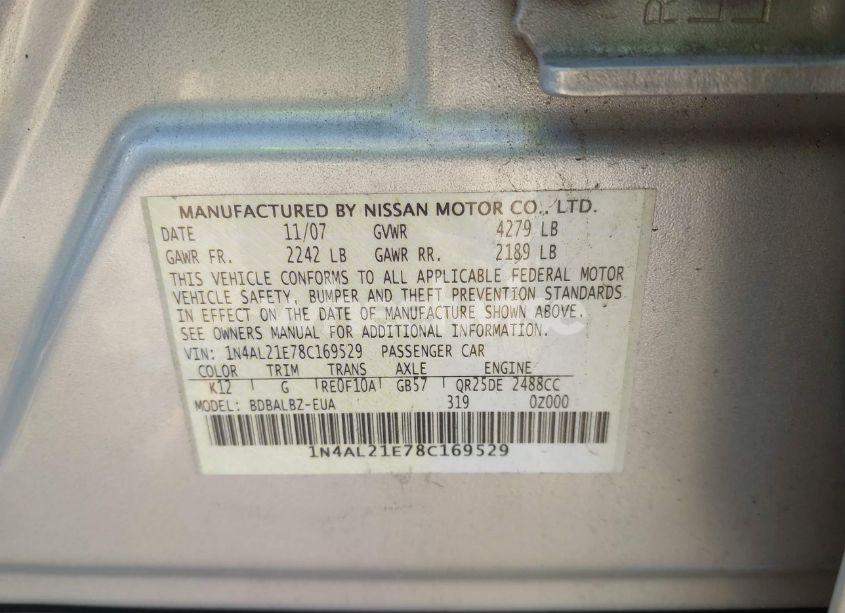 MANUFACTURED BY NISSAN MOTOR CO., LTD.
DATE 11/07 GVWR 4279 LB
GAWR FR. 2242 LB GAWR RR. 2189 LB
THIS VEHICLE CONFORMS TO ALL APPLICABLE FEDERAL MOTOR
VEHICLE SAFETY, BUMPER AND THEFT PREVENTION STANDARDS
IN EFFECT ON THE DATE OF MANUFACTURE SHOWN ABOVE.
SEE OWNERS MANUAL FOR ADDITIONAL INFORMATION.
VIN: 1N4AL21E78C169529 PASSENGER CAR
COLOR TRIM TRANS AXLE ENGINE
K12 G RE0F10A GB57 QR25DE 2488CC
MODEL: BDBALBZ-EUA 319 0Z000
1N4AL21E78C169529